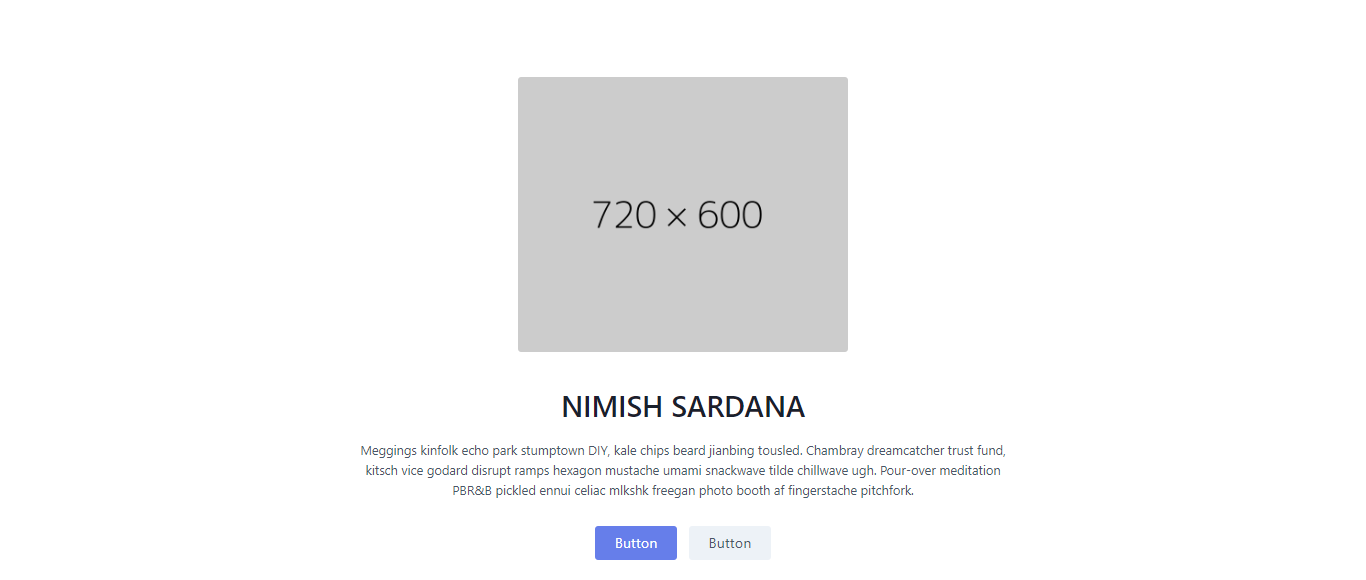 720 × 600
NIMISH SARDANA
Meggings kinfolk echo park stumptown DIY, kale chips beard jianbing tousled. Chambray dreamcatcher trust fund,
kitsch vice godard disrupt ramps hexagon mustache umami snackwave tilde chillwave ugh. Pour-over meditation
PBR&B pickled ennui celiac mlkshk freegan photo booth af fingerstache pitchfork.
Button Button